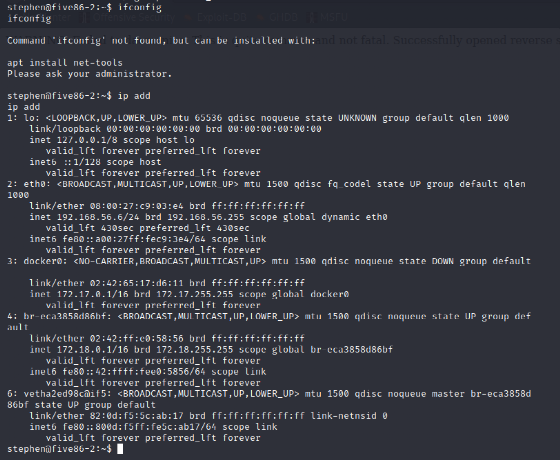 stephen@five86-2:~$ ifconfig
ifconfig
Command 'ifconfig' not found, but can be installed with:
and not fatal. Successfully opened reverse
apt install net-tools
Please ask your administrator.
stephen@five86-2:~$ ip add
ip add
1: lo: <LOOPBACK,UP,LOWER_UP> mtu 65536 qdisc noqueue state UNKNOWN group default qlen 1000
link/loopback 00:00:00:00:00:00 brd 00:00:00:00:00:00
inet 127.0.0.1/8 scope host lo
valid_lft forever preferred_lft forever
inet6 ::1/128 scope host
valid_lft forever preferred_lft forever
2: eth0: <BROADCAST,MULTICAST,UP,LOWER_UP> mtu 1500 qdisc fq_codel state UP group default qlen
1000
link/ether 08:00:27:c9:03:e4 brd ff:ff:ff:ff:ff:ff
inet 192.168.56.6/24 brd 192.168.56.255 scope global dynamic eth0
valid_lft 430sec preferred_lft 430sec
inet6 fe80::a00:27ff:fec9:3e4/64 scope link
valid_lft forever preferred_lft forever
3: docker0: <NO-CARRIER,BROADCAST,MULTICAST,UP> mtu 1500 qdisc noqueue state DOWN group default
link/ether 02:42:65:17:d6:11 brd ff:ff:ff:ff:ff:ff
inet 172.17.0.1/16 brd 172.17.255.255 scope global docker0
valid_lft forever preferred_lft forever
4: br-eca3858d86bf: <BROADCAST,MULTICAST,UP,LOWER_UP> mtu 1500 qdisc noqueue state UP group def
ault
link/ether 02:42:ff:e0:58:56 brd ff:ff:ff:ff:ff:ff
inet 172.18.0.1/16 brd 172.18.255.255 scope global br-eca3858d86bf
valid_lft forever preferred_lft forever
inet6 fe80::42:ffff:fee0:5856/64 scope link
valid_lft forever preferred_lft forever
6: vetha2ed98c@if5: <BROADCAST,MULTICAST,UP,LOWER_UP> mtu 1500 qdisc noqueue master br-eca3858d
86bf state UP group default
link/ether 82:0d:f5:5c:ab:17 brd ff:ff:ff:ff:ff:ff link-netnsid 0
inet6 fe80::800d:f5ff:fe5c:ab17/64 scope link
valid_lft forever preferred_lft forever
stephen@five86-2:~$